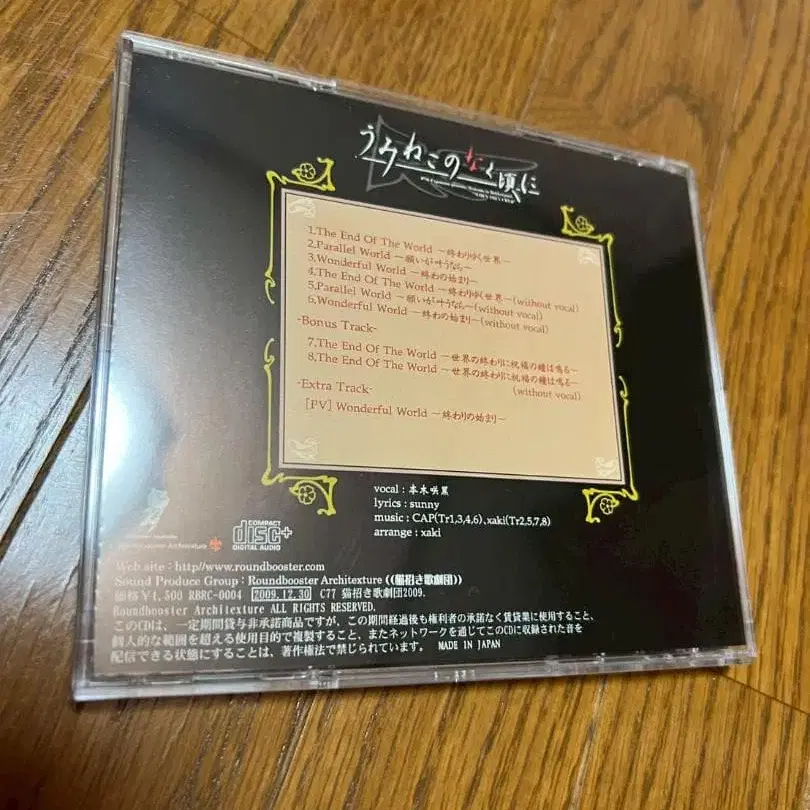 うみねこのなく頃に
1,The End Of The World ～終わりゆく世界～
2,Parallel World ～願いが叶うなら～
3,Wonderful World ～終わの始まり～
4,The End Of The World ～終わりゆく世界～(without vocal)
5,Parallel World ～願いが叶うなら～(without vocal)
6,Wonderful World ～終わの始まり～(without vocal)
-Bonus Track-
7,The End Of The World ～世界の終わりに祝福の鐘は鳴る～
8,The End Of The World ～世界の終わりに祝福の鐘は鳴る～
(without vocal)
-Extra Track-
[PV] Wonderful World ～終わりの始まり～
vocal : 本木咲黒
lyrics : sunny
music : CAP(Tr1,3,4,6)､xaki(Tr2,5,7,8)
arrange : xaki
COMPACT
disc+
DIGITAL AUDIO
Web site : http//www.roundbooster.com
Sound Produce Group : Roundbooster Architexture ((猫招き歌劇団))
価格 ¥1,500 RBRC-0004 2009.12.30 C77 猫招き歌劇団2009.
Roundbooster Architexture ALL RIGHTS RESERVED.
このCDは、一定期間貸与非承諾商品ですが、この期間経過後も権利者の承諾なく賃貸業に使用すること、
個人的な範囲を超える使用目的で複製すること、またネットワークを通じてこのCDに収録された音を
配信できる状態にすることは、著作権法で禁じられています。 MADE IN JAPAN